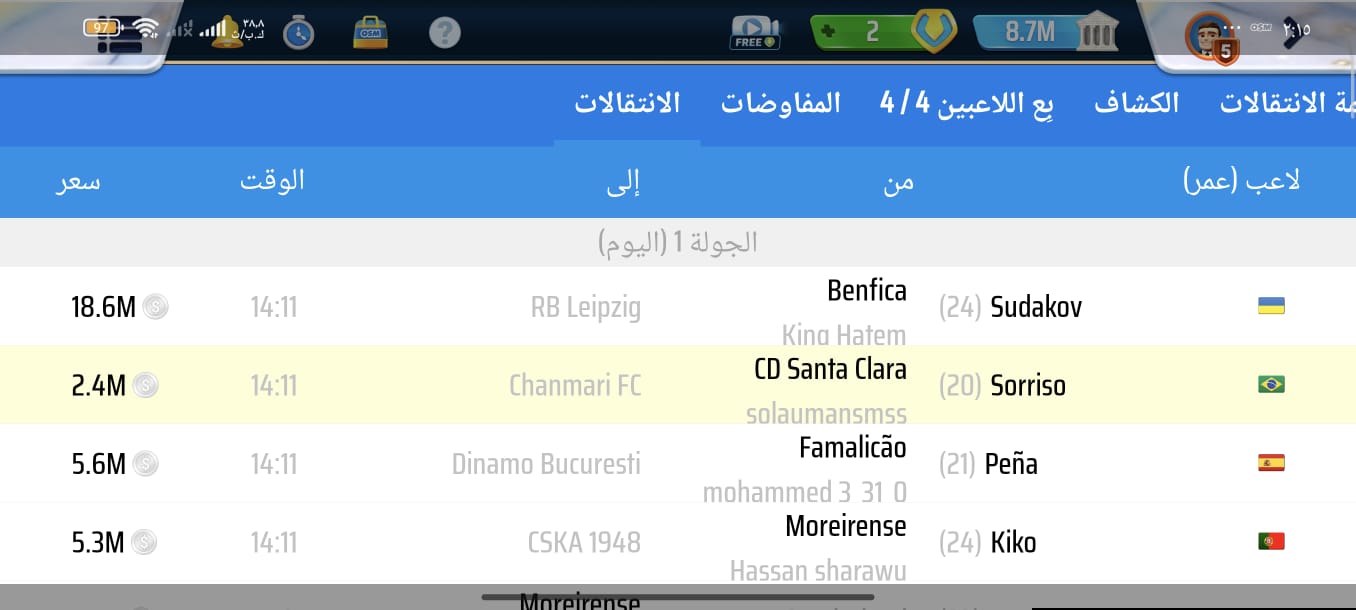 97
٣٨٫٨
ك.ب/ث
OSM
?
FREE
2
8.7M
5
OSM
٢:١٥
مة الانتقالات
الكشاف
بِع اللاعبين 4 / 4
المفاوضات
الانتقالات
لاعب (عمر)
من
إلى
الوقت
سعر
الجولة 1 (اليوم)
Sudakov (24)
Benfica
King Hatem
RB Leipzig
14:11
18.6M
Sorriso (20)
CD Santa Clara
solaumansmss
Chanmari FC
14:11
2.4M
Peña (21)
Famalicão
mohammed 3 31 0
Dinamo Bucuresti
14:11
5.6M
Kiko (24)
Moreirense
Hassan sharawu
CSKA 1948
14:11
5.3M
Moreirense